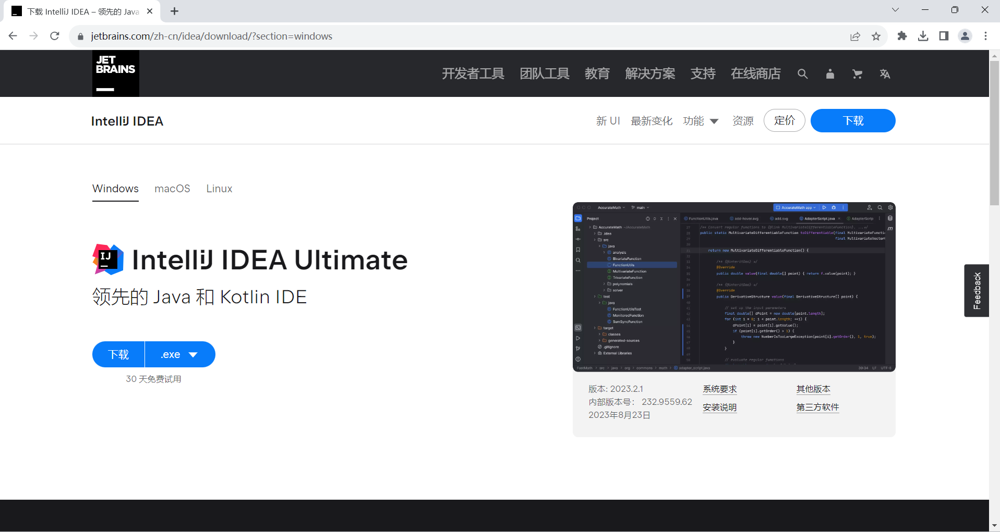 下载 IntelliJ IDEA – 领先的 Java
jetbrains.com/zh-cn/idea/download/?section=windows
JET
BRAINS
开发者工具 团队工具 教育 解决方案 支持 在线商店
IntelliJ IDEA
新 UI 最新变化 功能 资源 定价 下载
Windows macOS Linux
IJ
IntelliJ IDEA Ultimate
领先的 Java 和 Kotlin IDE
下载 .exe
30 天免费试用
AccurateMath main AccurateMath app
Project
FunctionUtils.java add-hover.svg add.svg AdapterScript.java AdapterScrip
AccurateMath ~/AccurateMath
.idea
src
java
analysis
BivariateFunction
FunctionUtils
MultivariateFunction
TrivariateFunction
polynomials
solver
test
java
FunctionUtilsTest
MonitoredFunction
SumSyncFunction
target
classes
generated-sources
.gitignore
External Libraries
/** Convert regular functions to {@link MultivariateDifferentiableFunction}. ...*/
public static MultivariateDifferentiableFunction toDifferentiable(final MultivariateFuncti
final MultivariateVector
return new MultivariateDifferentiableFunction() {
/** {@inheritDoc} */
@Override
public double value(final double[] point) { return f.value(point); }
/** {@inheritDoc} */
@Override
public DerivativeStructure value(final DerivativeStructure[] point) {
// set up the input parameters
final double[] dPoint = new double[point.length];
for (int i = 0; i < point.length; ++i) {
dPoint[i] = point[i].getValue();
if (point[i].getOrder() > 1) {
throw new NumberIsTooLargeException(point[i].getOrder(), 1, true);
}
}
// evaluate regular functions
FastMath > src > java > org > commons > math > adapter_script.java
39:34 LF UTF-8
版本: 2023.2.1
内部版本号： 232.9559.62
2023年8月23日
系统要求
安装说明
其他版本
第三方软件
Feedback